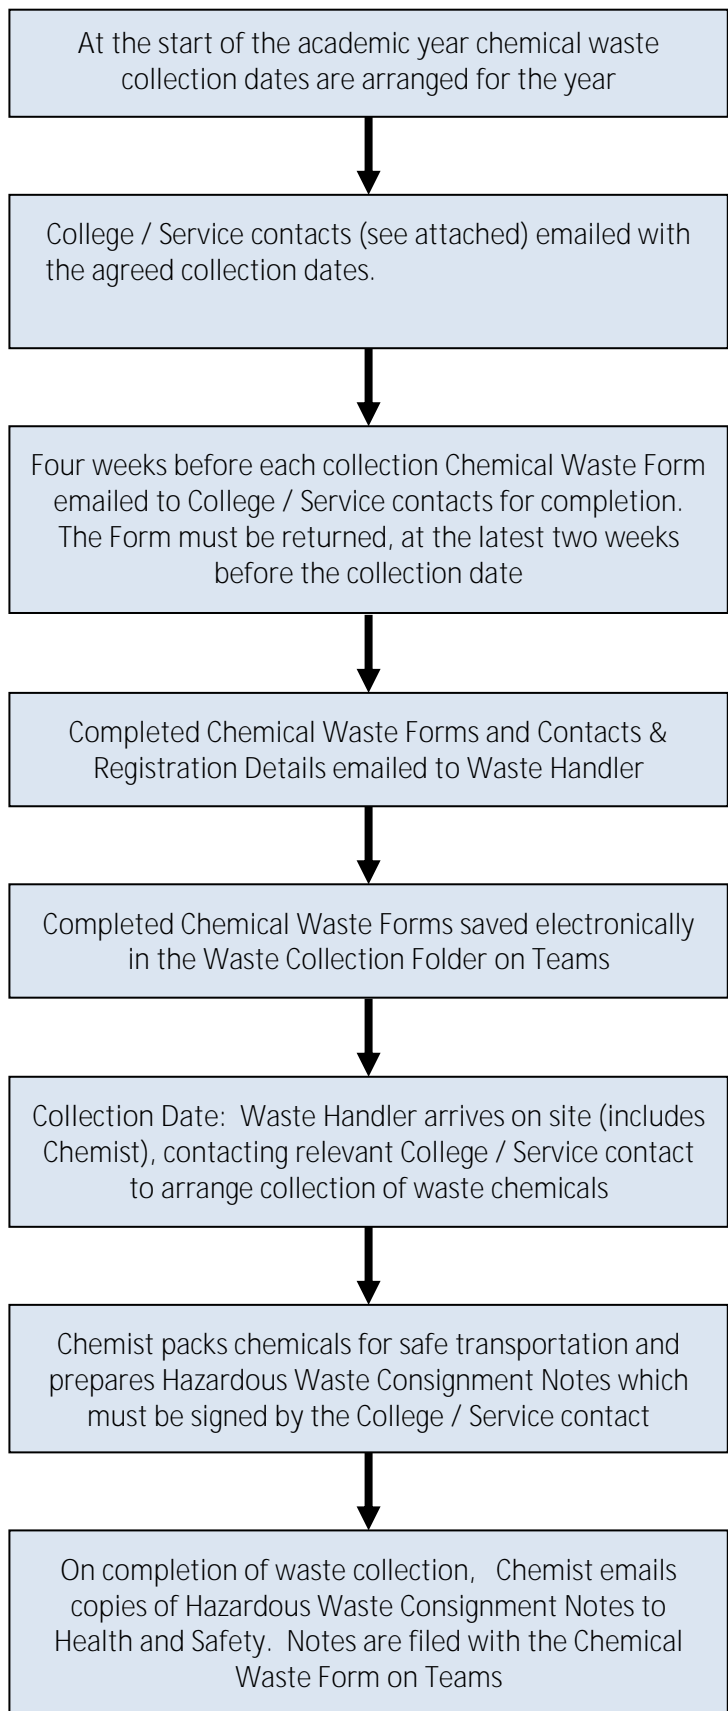 At the start of the academic year chemical waste
collection dates are arranged for the year
College / Service contacts (see attached) emailed with
the agreed collection dates.
Four weeks before each collection Chemical Waste Form
emailed to College / Service contacts for completion.
The Form must be returned, at the latest two weeks
before the collection date
Completed Chemical Waste Forms and Contacts &
Registration Details emailed to Waste Handler
Completed Chemical Waste Forms saved electronically
in the Waste Collection Folder on Teams
Collection Date:  Waste Handler arrives on site (includes
Chemist), contacting relevant College / Service contact
to arrange collection of waste chemicals
Chemist packs chemicals for safe transportation and
prepares Hazardous Waste Consignment Notes which
must be signed by the College / Service contact
On completion of waste collection,   Chemist emails
copies of Hazardous Waste Consignment Notes to
Health and Safety.  Notes are filed with the Chemical
Waste Form on Teams